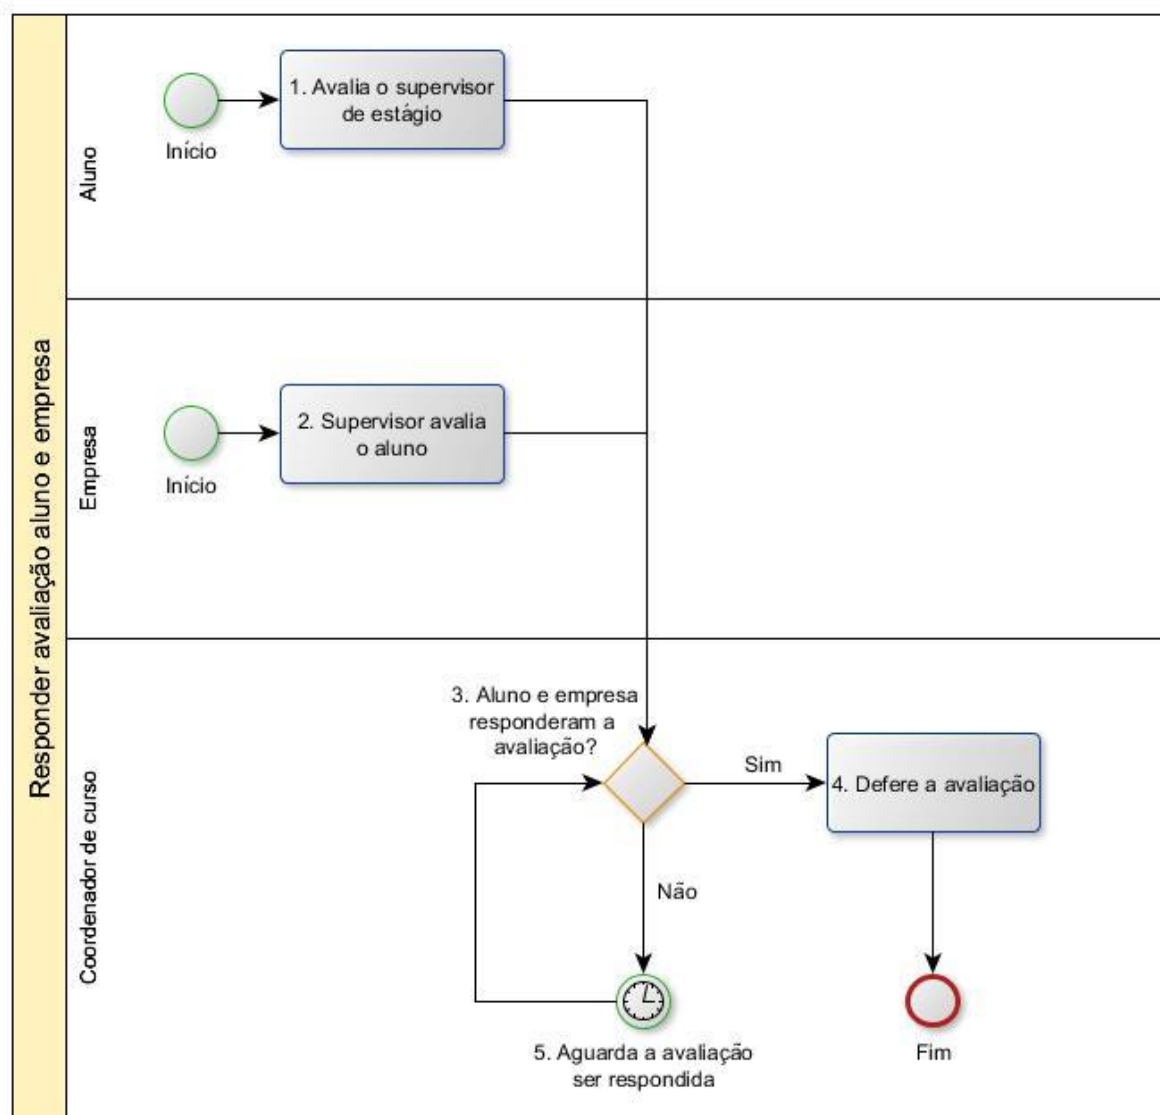 Responder avaliação aluno e empresa
Aluno
Início
1. Avalia o supervisor
de estágio
Empresa
Início
2. Supervisor avalia
o aluno
Coordenador de curso
3. Aluno e empresa
responderam a
avaliação?
Sim
4. Defere a avaliação
Não
5. Aguarda a avaliação
ser respondida
Fim